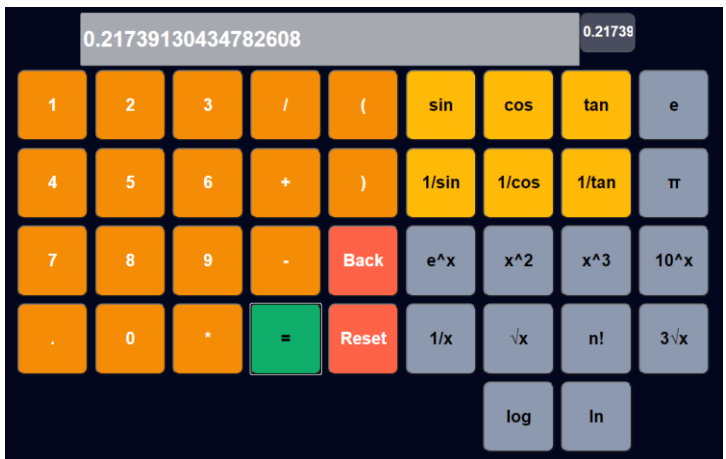 0.21739130434782608 0.21739
1 2 3 / ( sin cos tan e
4 5 6 + ) 1/sin 1/cos 1/tan π
7 8 9 - Back e^x x^2 x^3 10^x
. 0 * = Reset 1/x √x n! 3√x
log ln